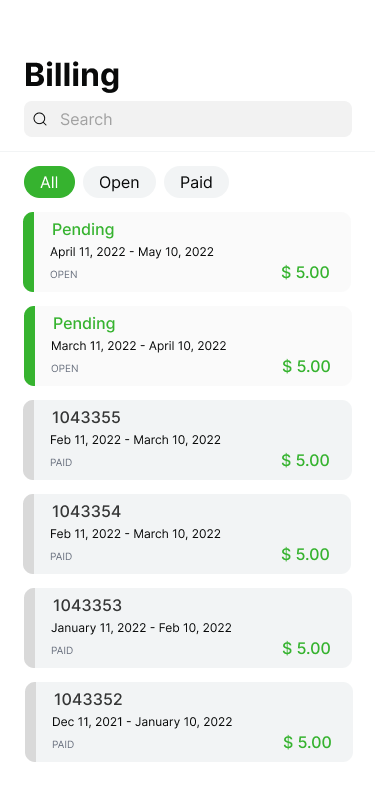 Billing
Search
All Open Paid
Pending
April 11, 2022 - May 10, 2022
OPEN
$ 5.00
Pending
March 11, 2022 - April 10, 2022
OPEN
$ 5.00
1043355
Feb 11, 2022 - March 10, 2022
PAID
$ 5.00
1043354
Feb 11, 2022 - March 10, 2022
PAID
$ 5.00
1043353
January 11, 2022 - Feb 10, 2022
PAID
$ 5.00
1043352
Dec 11, 2021 - January 10, 2022
PAID
$ 5.00